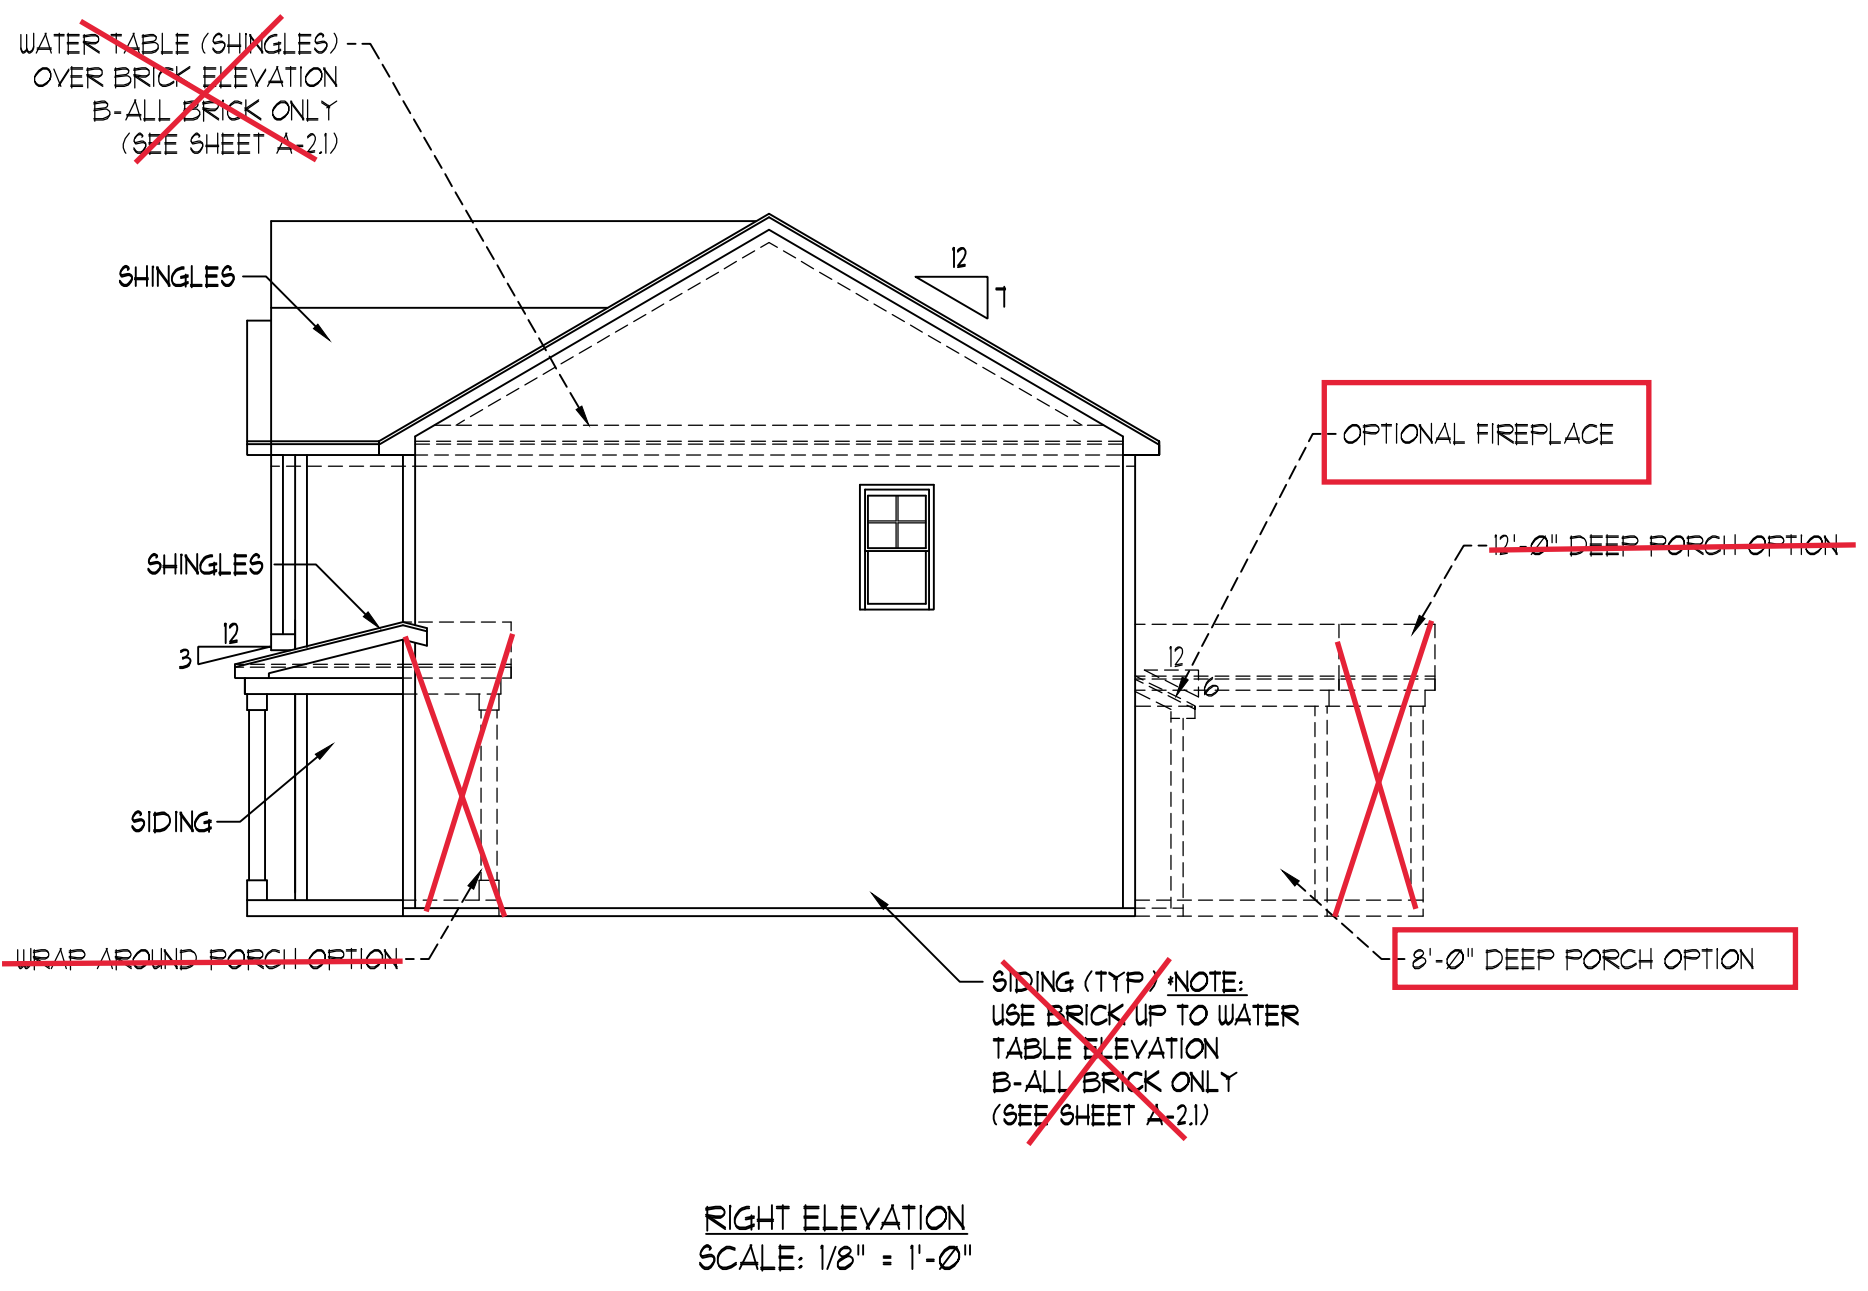 WATER TABLE (SHINGLES)
OVER BRICK ELEVATION
B-ALL BRICK ONLY
(SEE SHEET A-2.1)
12
7
SHINGLES
OPTIONAL FIREPLACE
12'-0" DEEP PORCH OPTION
SHINGLES
12
3
12
6
SIDING
WRAP AROUND PORCH OPTION
8'-0" DEEP PORCH OPTION
SIDING (TYP.) *NOTE:
USE BRICK UP TO WATER
TABLE ELEVATION
B-ALL BRICK ONLY
(SEE SHEET A-2.1)
RIGHT ELEVATION
SCALE: 1/8" = 1'-0"